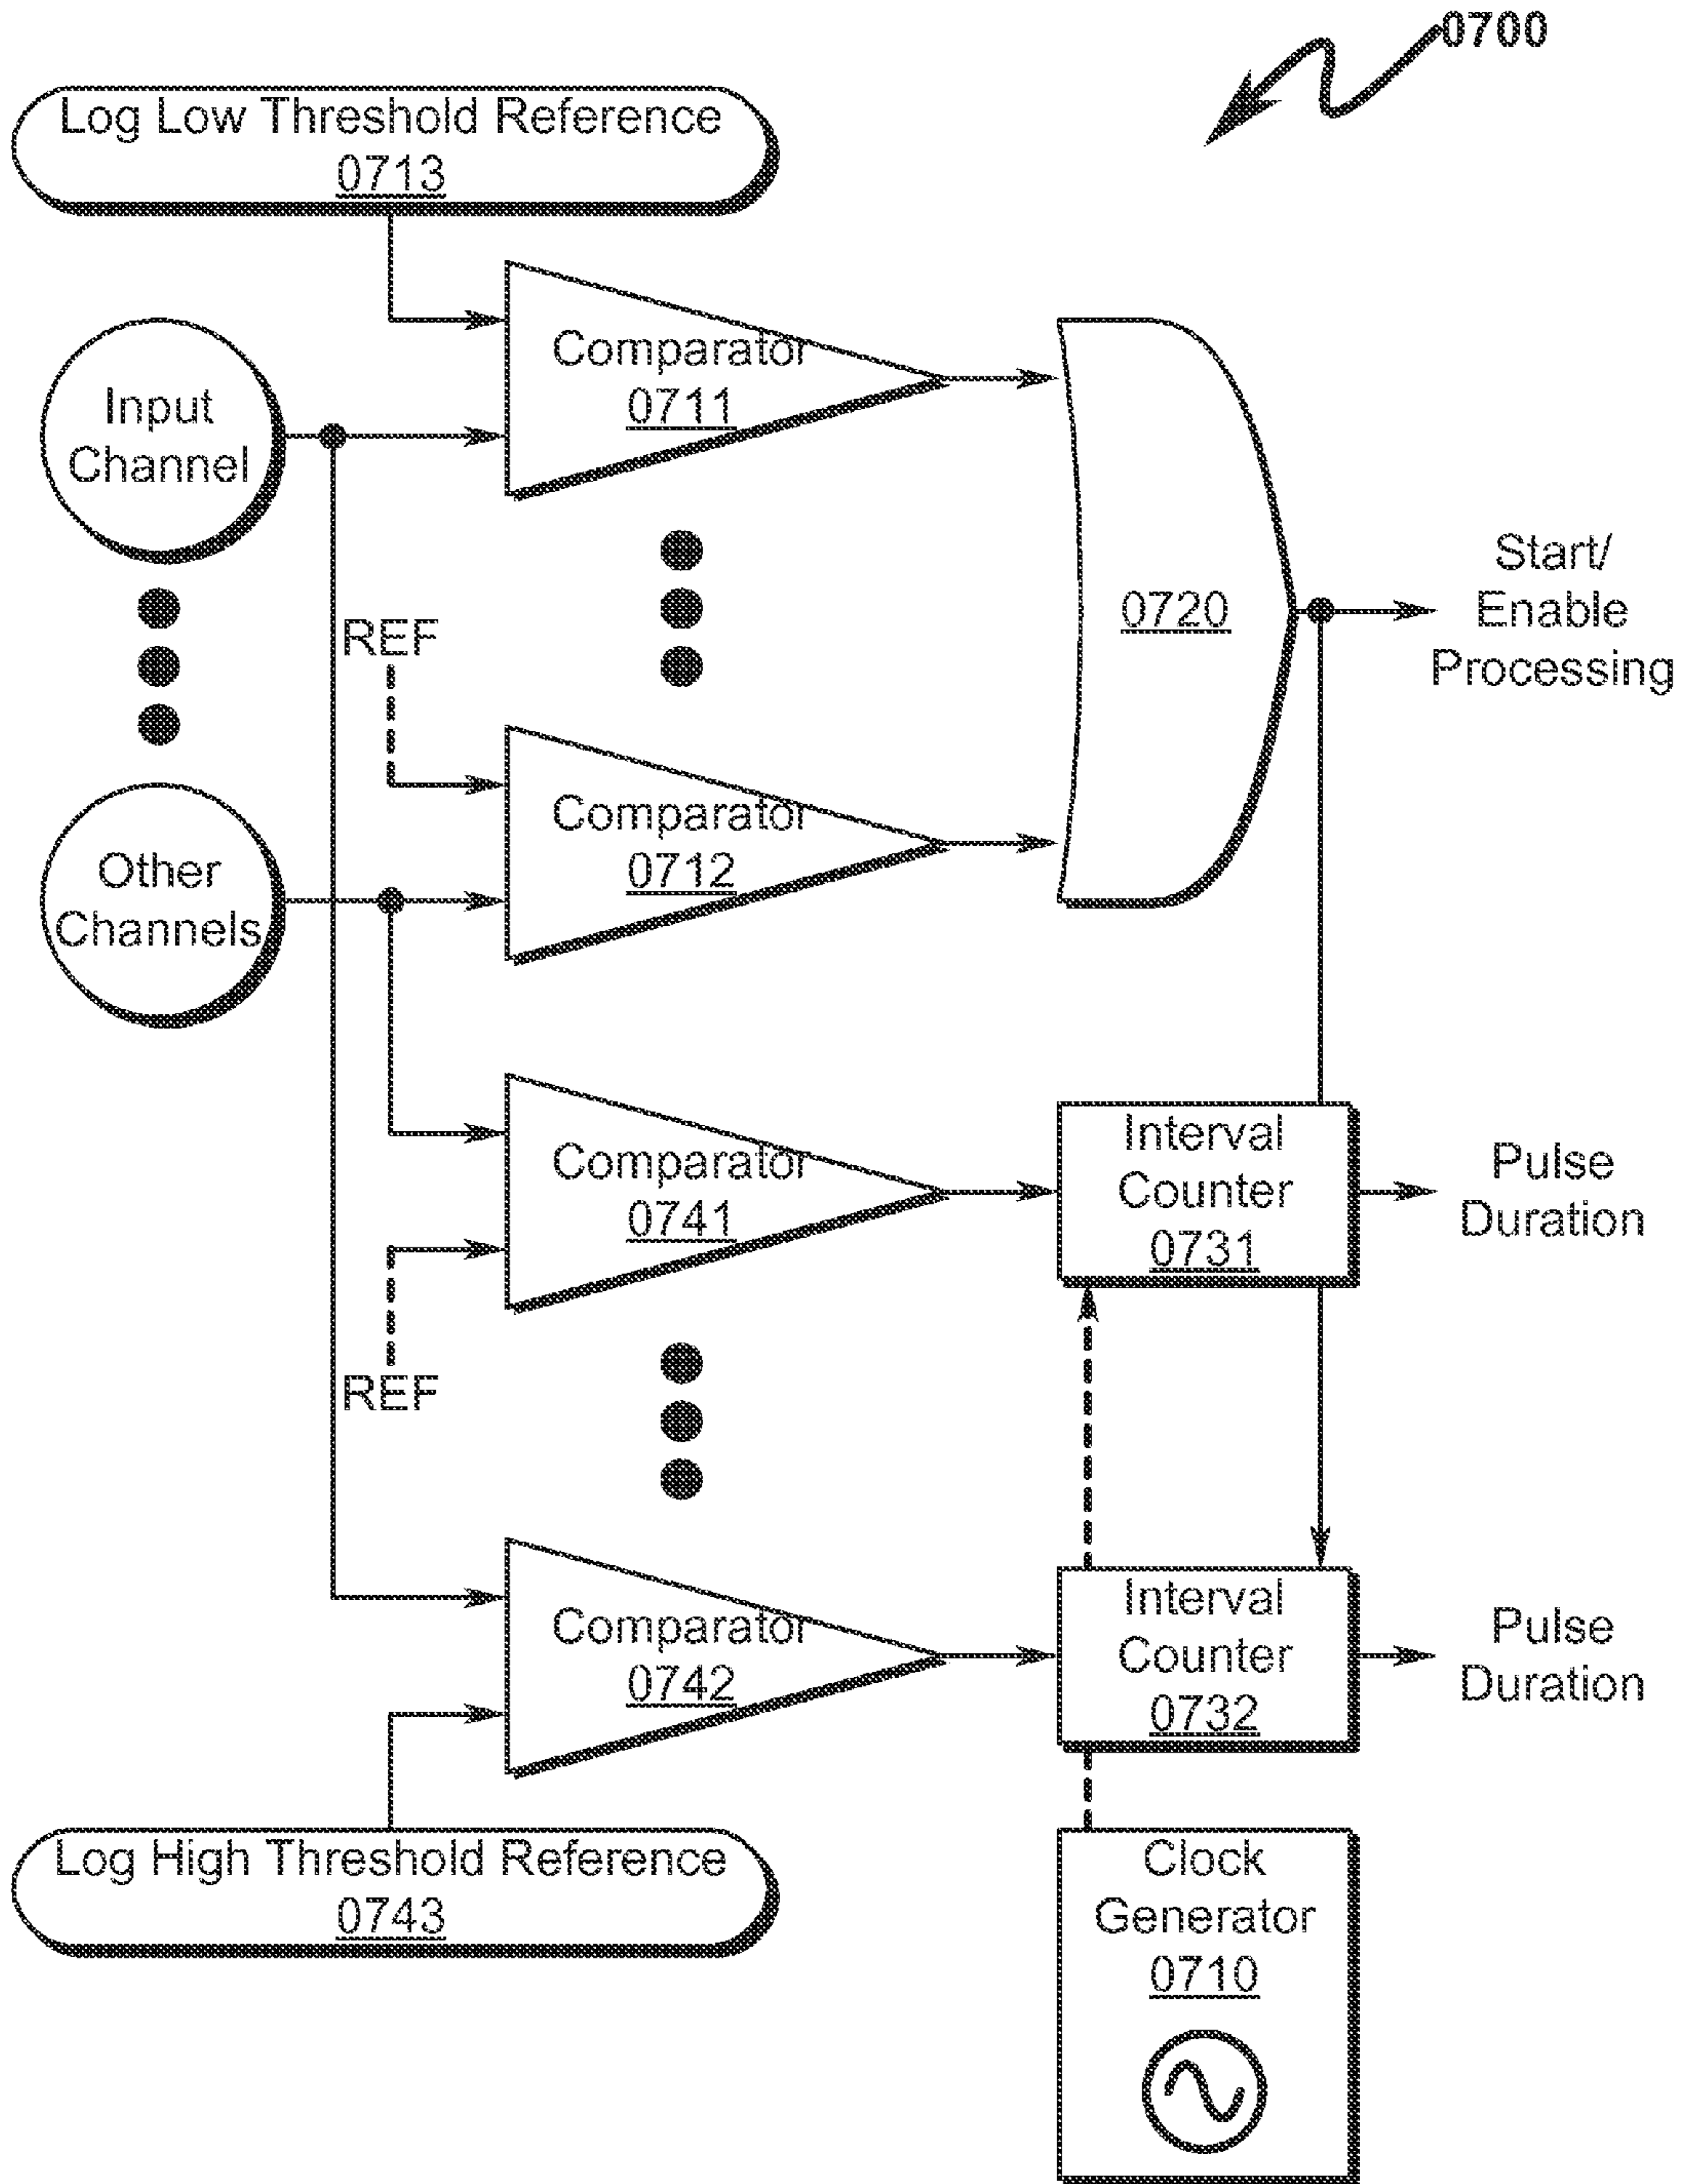 0700
Log Low Threshold Reference
0713
Comparator
0711
Input
Channel
Start/
Enable
Processing
0720
REF
Comparator
0712
Other
Channels
Comparator
0741
Interval
Counter
0731
Pulse
Duration
REF
Comparator
0742
Interval
Counter
0732
Pulse
Duration
Log High Threshold Reference
0743
Clock
Generator
0710